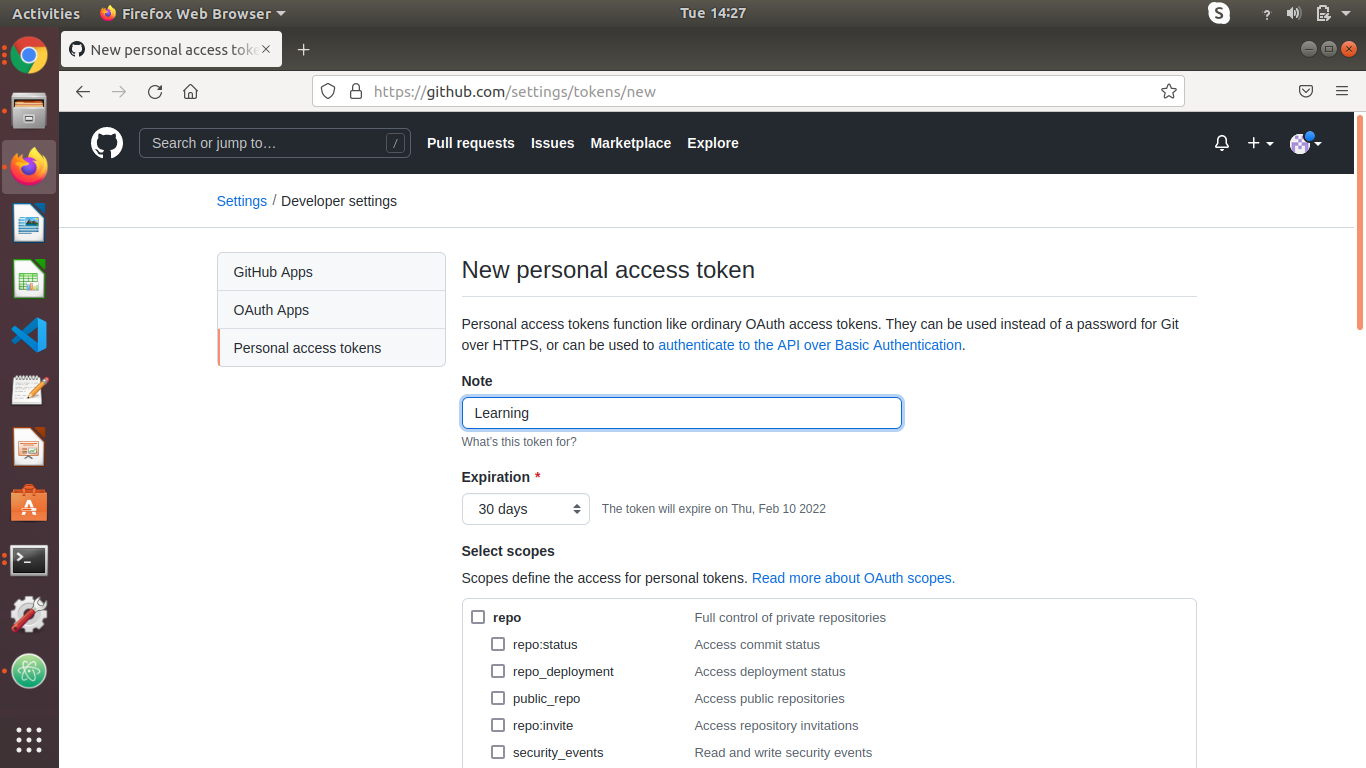 Activities Firefox Web Browser Tue 14:27 S ?
New personal access toke
https://github.com/settings/tokens/new
Search or jump to… / Pull requests Issues Marketplace Explore
Settings / Developer settings
GitHub Apps
OAuth Apps
Personal access tokens
New personal access token
Personal access tokens function like ordinary OAuth access tokens. They can be used instead of a password for Git
over HTTPS, or can be used to authenticate to the API over Basic Authentication.
Note
Learning
What's this token for?
Expiration *
30 days The token will expire on Thu, Feb 10 2022
Select scopes
Scopes define the access for personal tokens. Read more about OAuth scopes.
repo Full control of private repositories
repo:status Access commit status
repo_deployment Access deployment status
public_repo Access public repositories
repo:invite Access repository invitations
security_events Read and write security events